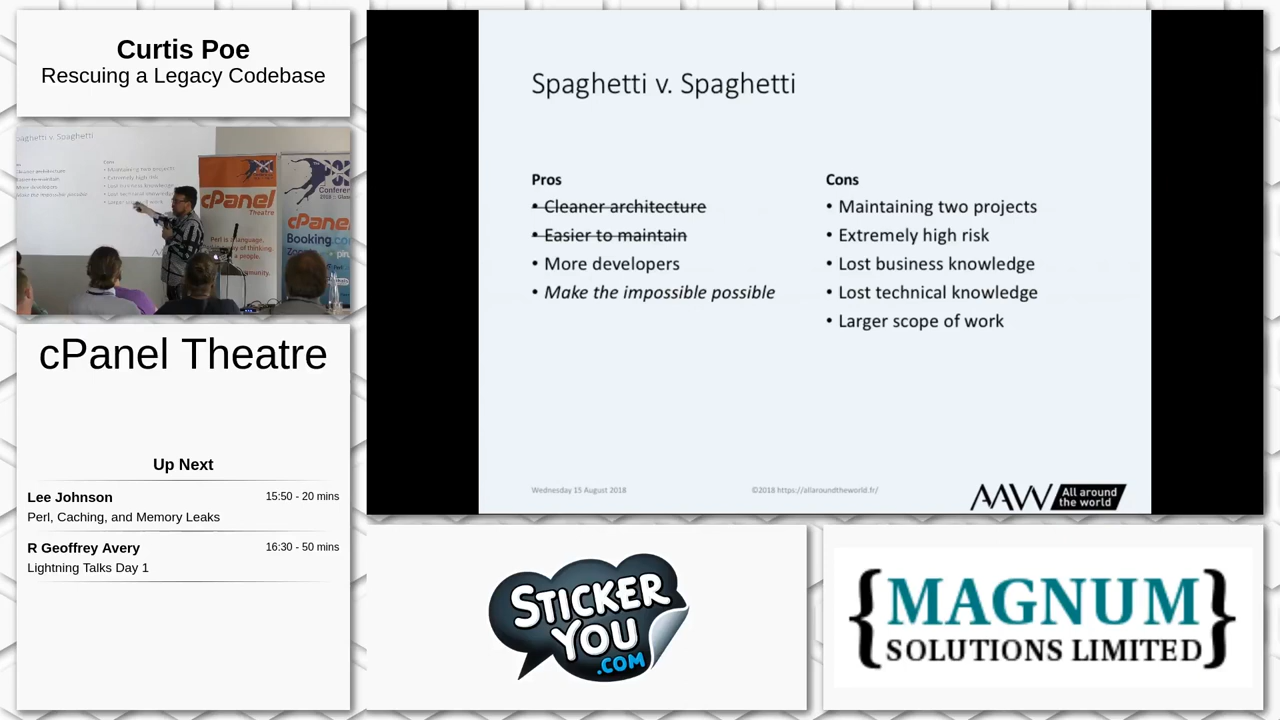 Curtis Poe
Rescuing a Legacy Codebase
cPanel Theatre
Up Next
Lee Johnson 15:50 - 20 mins
Perl, Caching, and Memory Leaks
R Geoffrey Avery 16:30 - 50 mins
Lightning Talks Day 1
Spaghetti v. Spaghetti
Pros
• Cleaner architecture
• Easier to maintain
• More developers
• Make the impossible possible
Cons
• Maintaining two projects
• Extremely high risk
• Lost business knowledge
• Lost technical knowledge
• Larger scope of work
Wednesday 15 August 2018
©2018 https://allaroundtheworld.fr/
AAW All around
the world
cPanel
Theatre
Booking.co
STICKER
YOU
.COM
{MAGNUM}
SOLUTIONS LIMITED